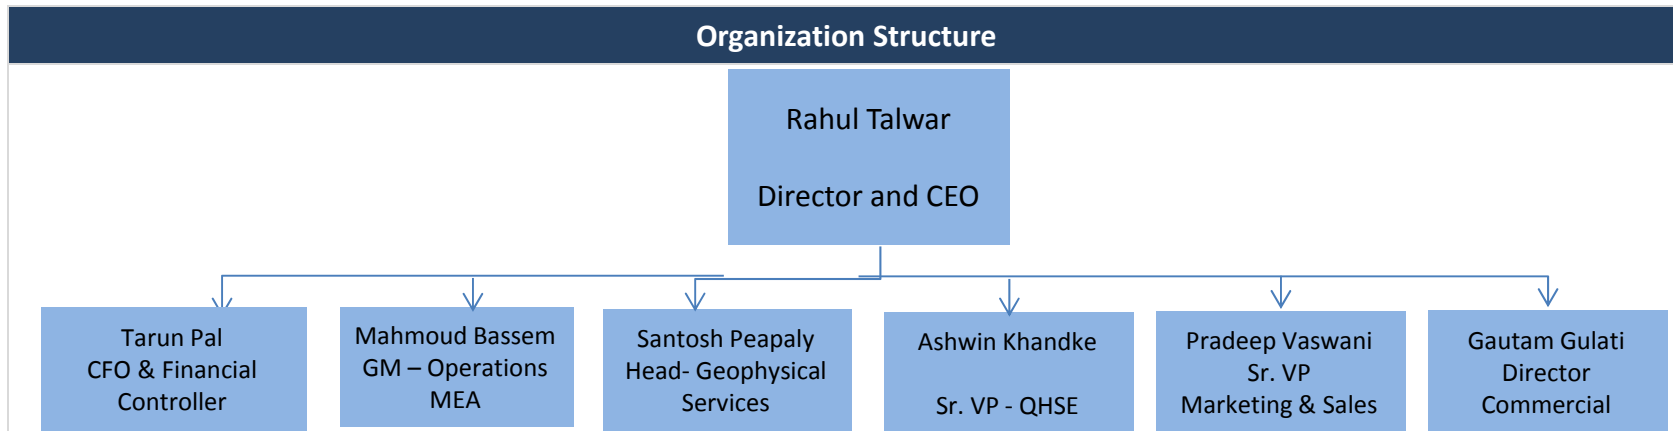 Organization Structure
Rahul Talwar
Director and CEO
Tarun Pal
CFO & Financial
Controller
Mahmoud Bassem
GM – Operations
MEA
Santosh Peapaly
Head- Geophysical
Services
Ashwin Khandke
Sr. VP - QHSE
Pradeep Vaswani
Sr. VP
Marketing & Sales
Gautam Gulati
Director
Commercial